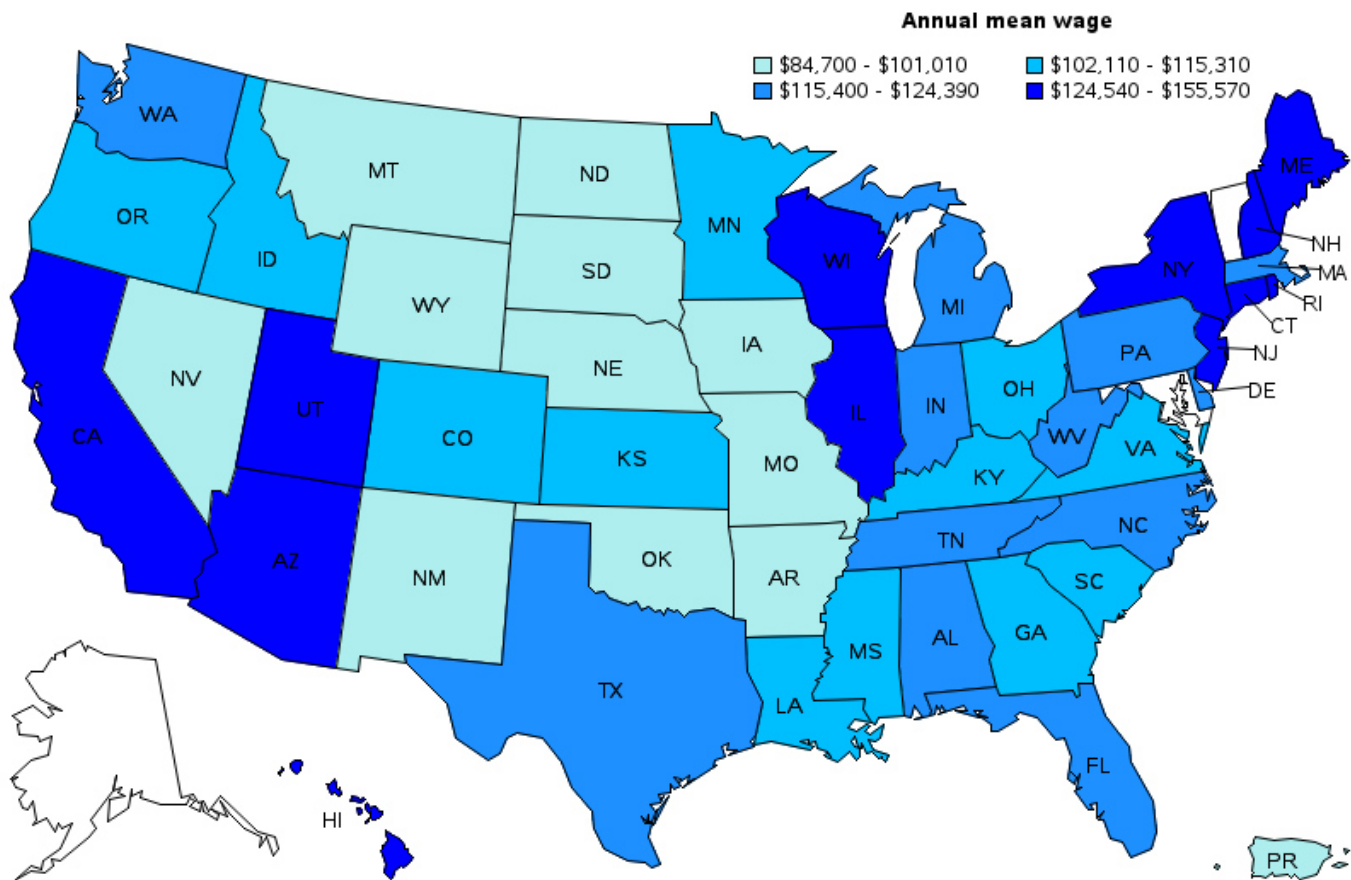 Annual mean wage
$84,700 - $101,010
$102,110 - $115,310
$115,400 - $124,390
$124,540 - $155,570
WA
MT
ND
MN
ME
OR
ID
SD
WI
NY
NH
MA
WY
MI
RI
CT
IA
PA
NJ
NV
NE
OH
DE
UT
IL
IN
CA
CO
WV
KS
MO
KY
VA
TN
NC
AZ
NM
OK
AR
SC
MS
AL
GA
TX
LA
FL
HI
PR